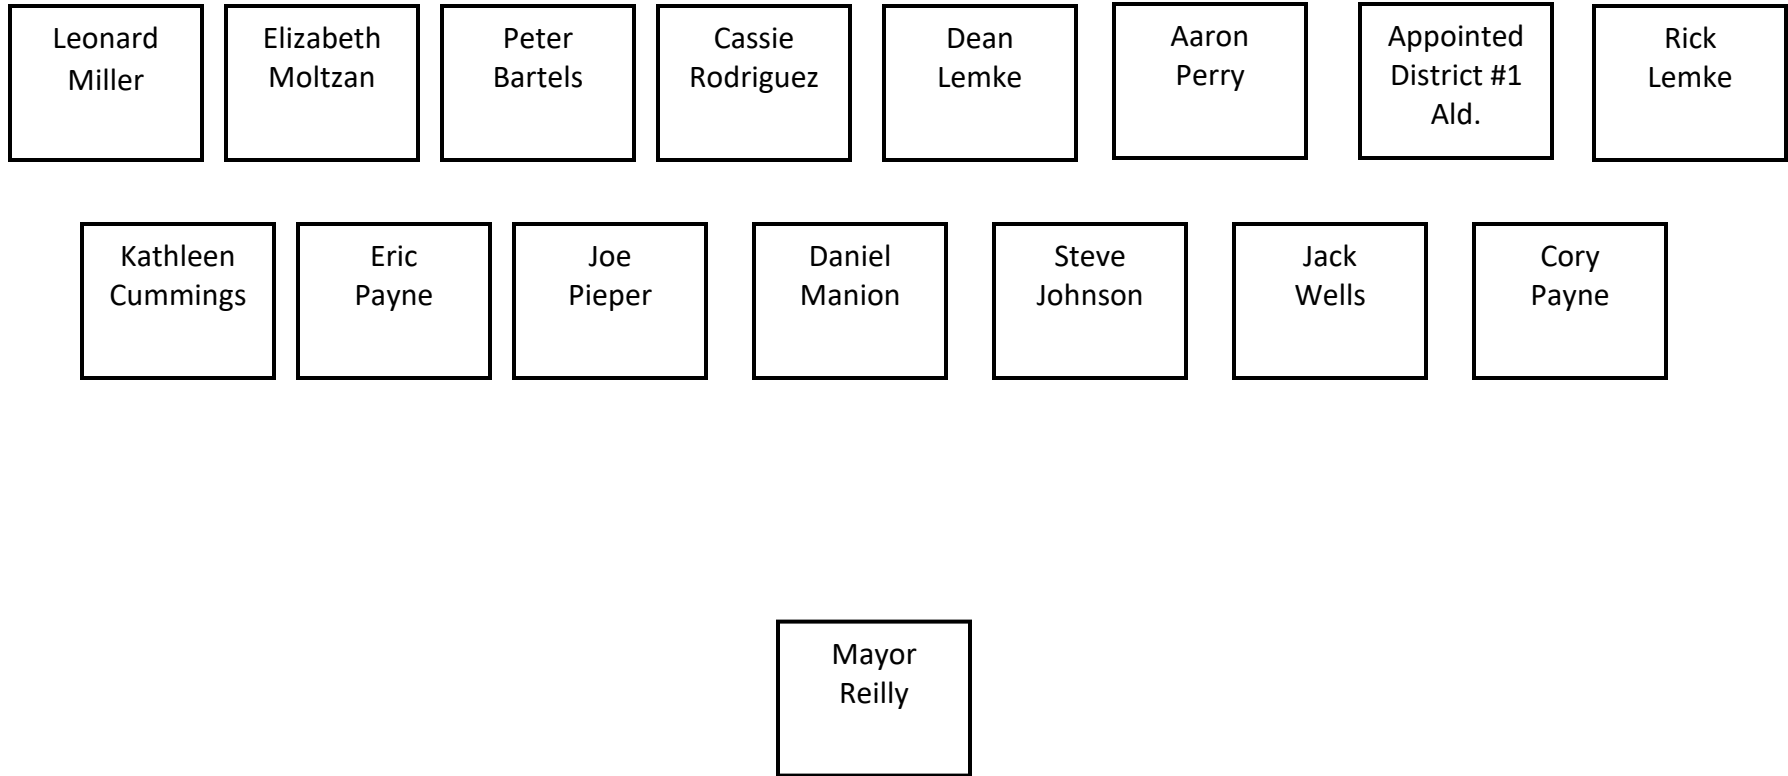 Leonard
Miller
Elizabeth
Moltzan
Peter
Bartels
Cassie
Rodriguez
Dean
Lemke
Aaron
Perry
Appointed
District #1
Ald.
Rick
Lemke
Kathleen
Cummings
Eric
Payne
Joe
Pieper
Daniel
Manion
Steve
Johnson
Jack
Wells
Cory
Payne
Mayor
Reilly